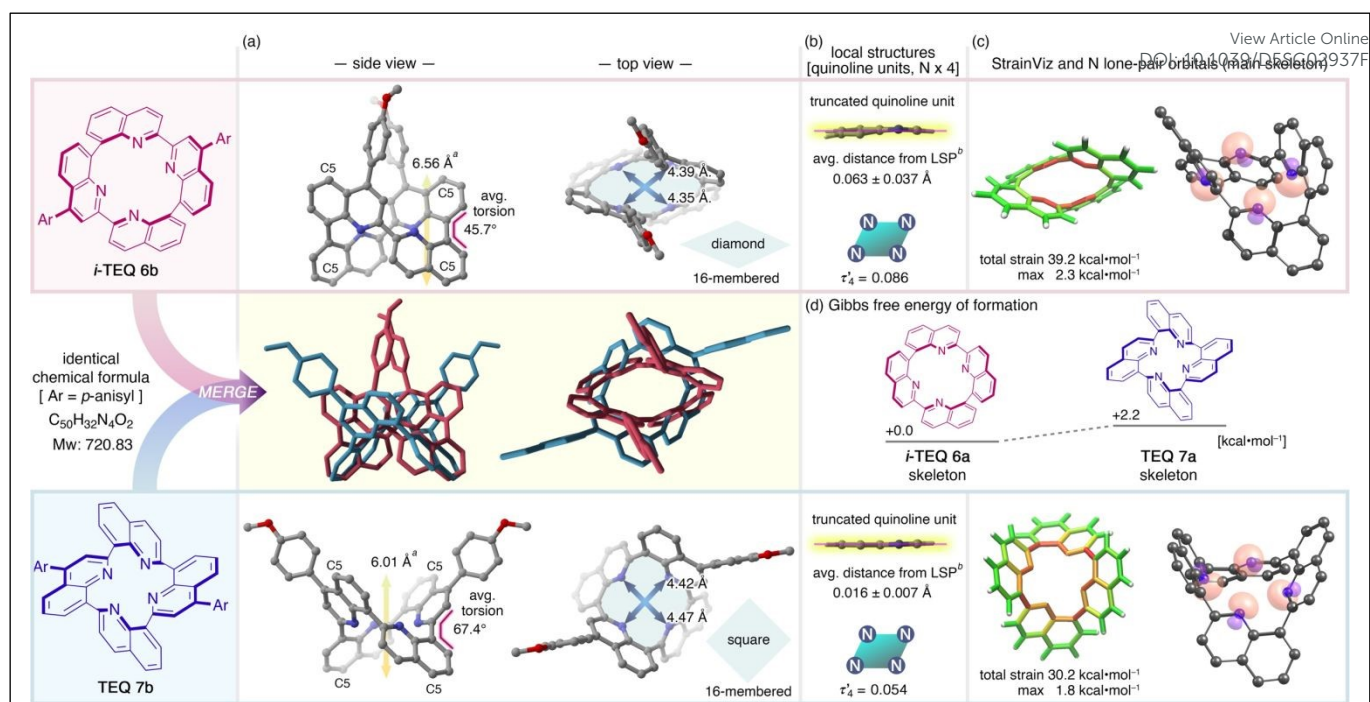 View Article Online
DOI: 10.1039/D5SC02937F
(a)
— side view —
— top view —
(b)
local structures
[quinoline units, N x 4]
(c)
StrainViz and N lone-pair orbitals (main skeleton)
Ar
N
N
N
N
Ar
i-TEQ 6b
C5
6.56 Åᵃ
C5
avg.
torsion
45.7°
C5
C5
4.39 Å.
4.35 Å.
diamond
16-membered
truncated quinoline unit
avg. distance from LSPᵇ
0.063 ± 0.037 Å
N
N
N
N
τ'₄ = 0.086
total strain 39.2 kcal•mol⁻¹
max 2.3 kcal•mol⁻¹
identical
chemical formula
[ Ar = p-anisyl ]
C₅₀H₃₂N₄O₂
Mw: 720.83
MERGE
(d) Gibbs free energy of formation
N
N
N
N
+0.0
i-TEQ 6a
skeleton
N
N
N
N
+2.2
TEQ 7a
skeleton
[kcal•mol⁻¹]
Ar
N
N
N
N
Ar
TEQ 7b
C5
6.01 Åᵃ
C5
avg.
torsion
67.4°
C5
C5
4.42 Å
4.47 Å
square
16-membered
truncated quinoline unit
avg. distance from LSPᵇ
0.016 ± 0.007 Å
N
N
N
N
τ'₄ = 0.054
total strain 30.2 kcal•mol⁻¹
max 1.8 kcal•mol⁻¹